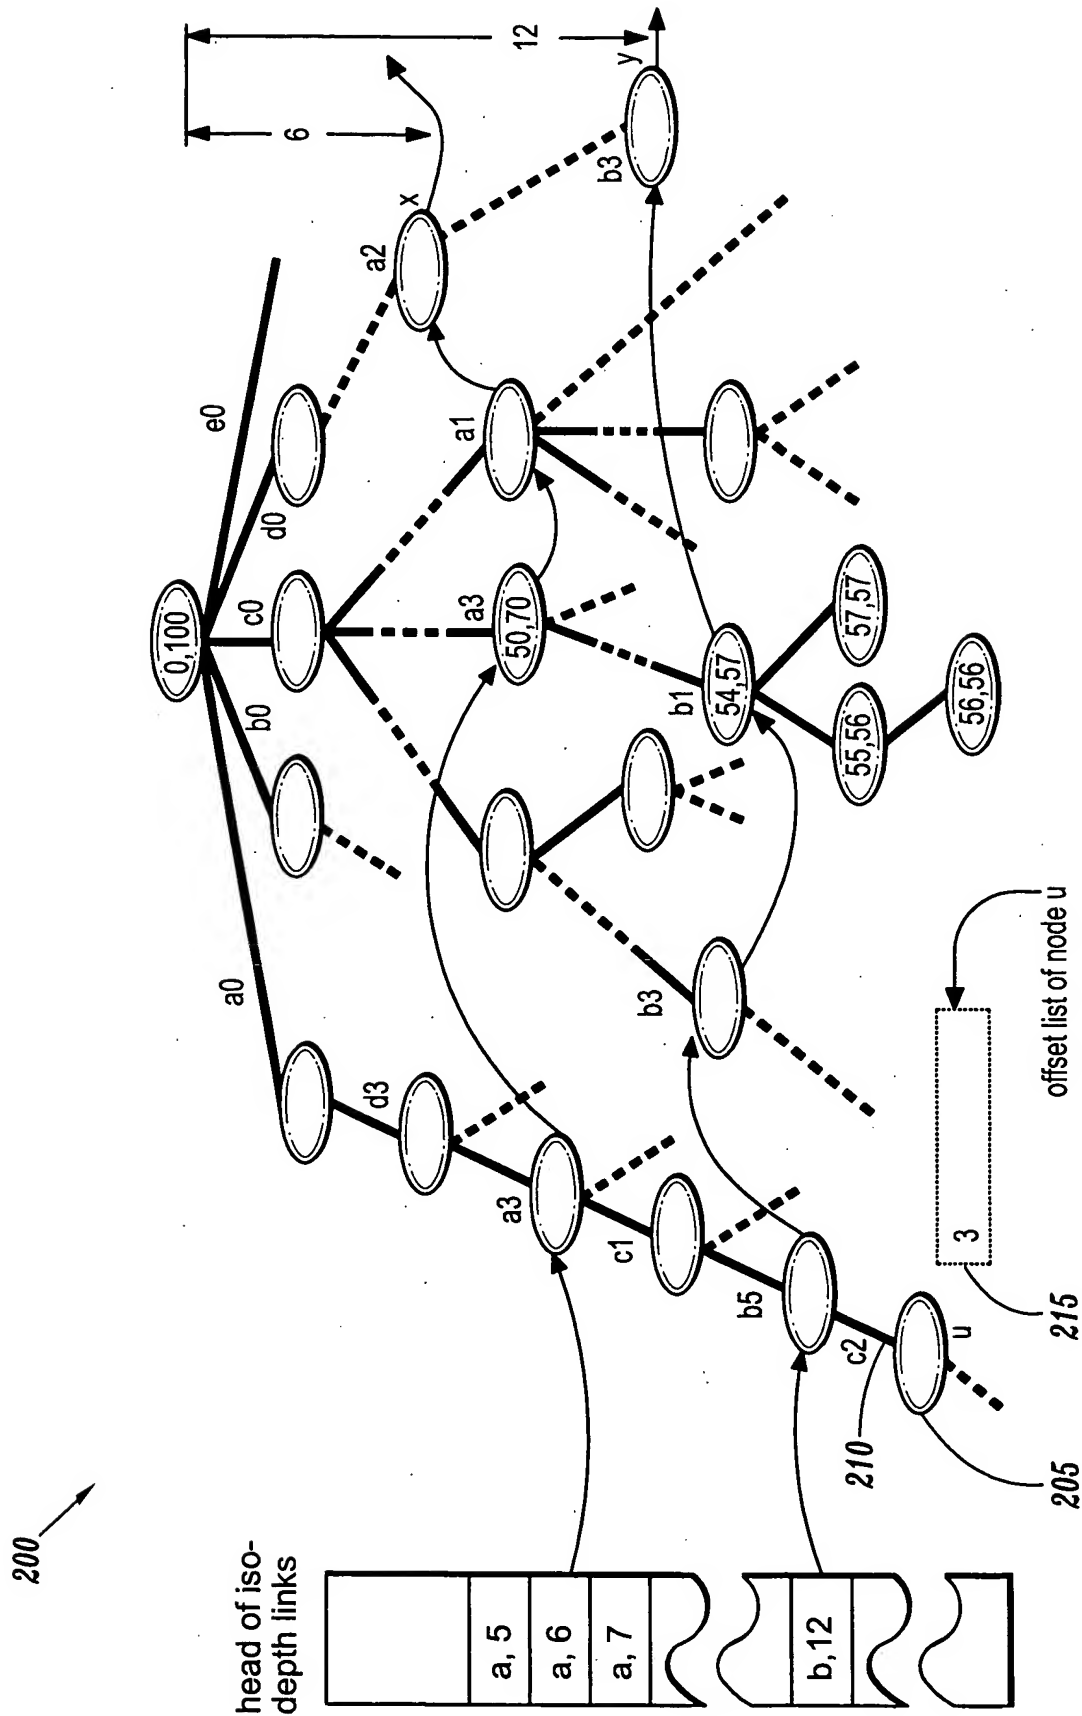 200
head of iso-
depth links
a, 5
a, 6
a, 7
b,12
0,100
a0
b0
c0
d0
e0
6
12
d3
a3
a3
50,70
a1
a2
x
c1
b5
b3
b1
54,57
b3
y
c2
210
u
205
55,56
57,57
56,56
3
215
offset list of node u